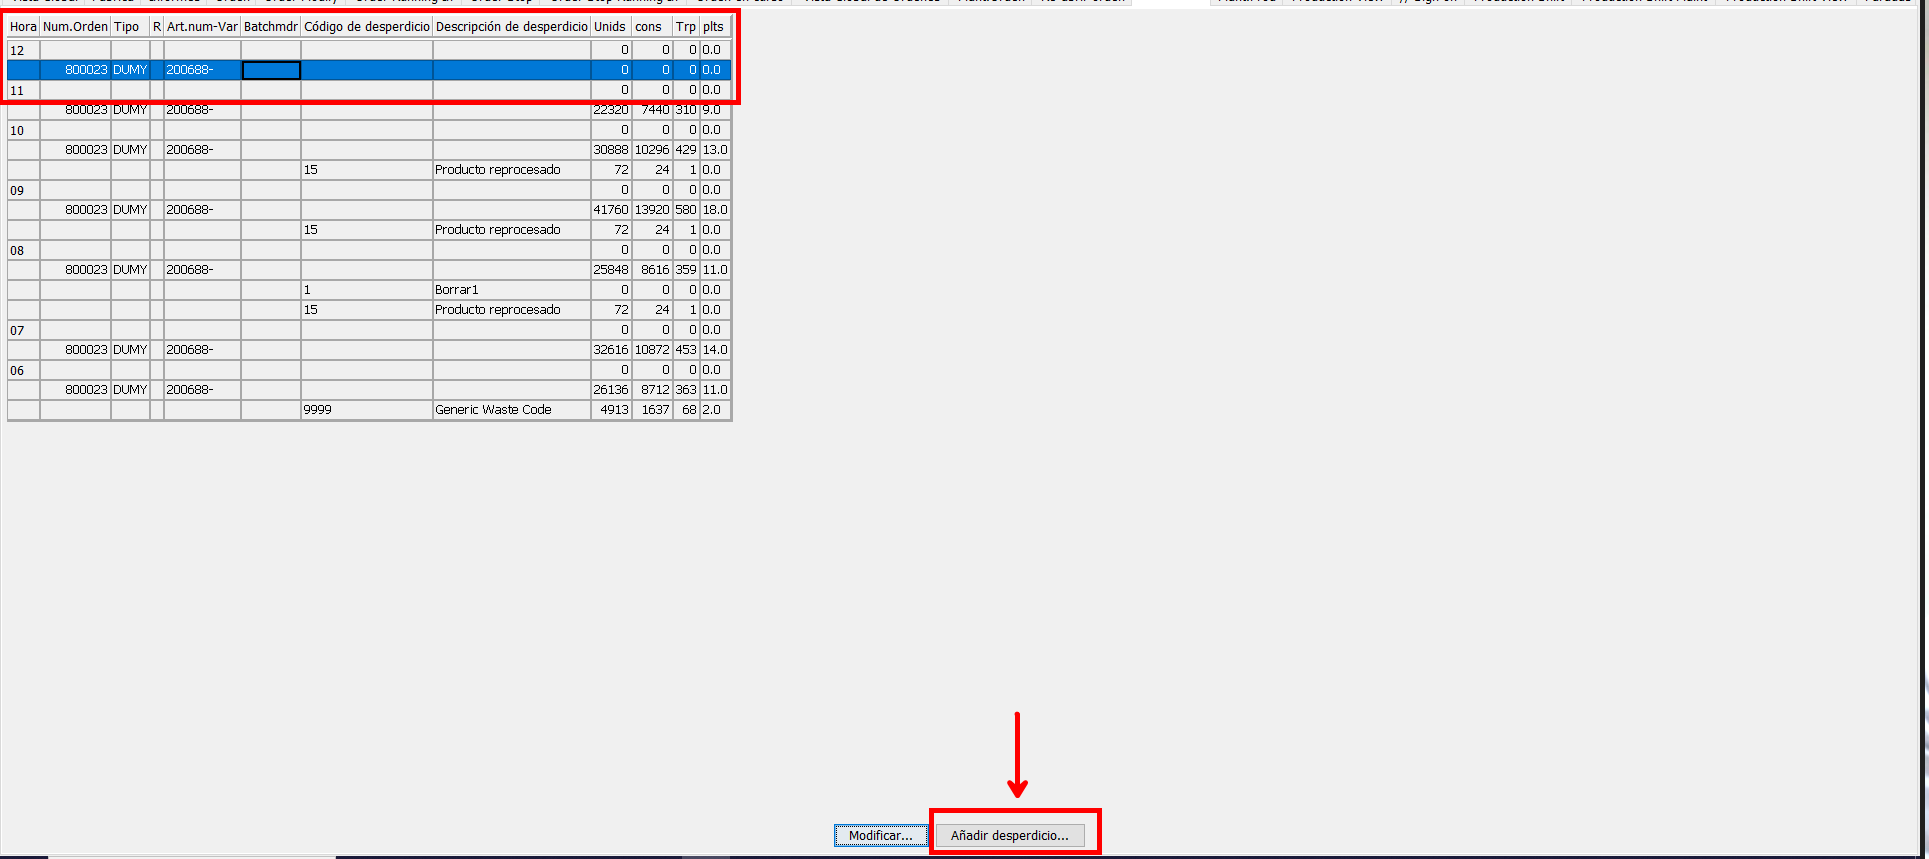 Hora Num.Orden Tipo R Art.num-Var Batchmdr Código de desperdicio Descripción de desperdicio Unids cons Trp plts
12 0 0 0 0.0
800023 DUMY 200688- 0 0 0 0.0
11 0 0 0 0.0
800023 DUMY 200688- 22320 7440 310 9.0
10 0 0 0 0.0
800023 DUMY 200688- 30888 10296 429 13.0
15 Producto reprocesado 72 24 1 0.0
09 0 0 0 0.0
800023 DUMY 200688- 41760 13920 580 18.0
15 Producto reprocesado 72 24 1 0.0
08 0 0 0 0.0
800023 DUMY 200688- 25848 8616 359 11.0
1 Borrar1 0 0 0 0.0
15 Producto reprocesado 72 24 1 0.0
07 0 0 0 0.0
800023 DUMY 200688- 32616 10872 453 14.0
06 0 0 0 0.0
800023 DUMY 200688- 26136 8712 363 11.0
9999 Generic Waste Code 4913 1637 68 2.0
Modificar... Añadir desperdicio...